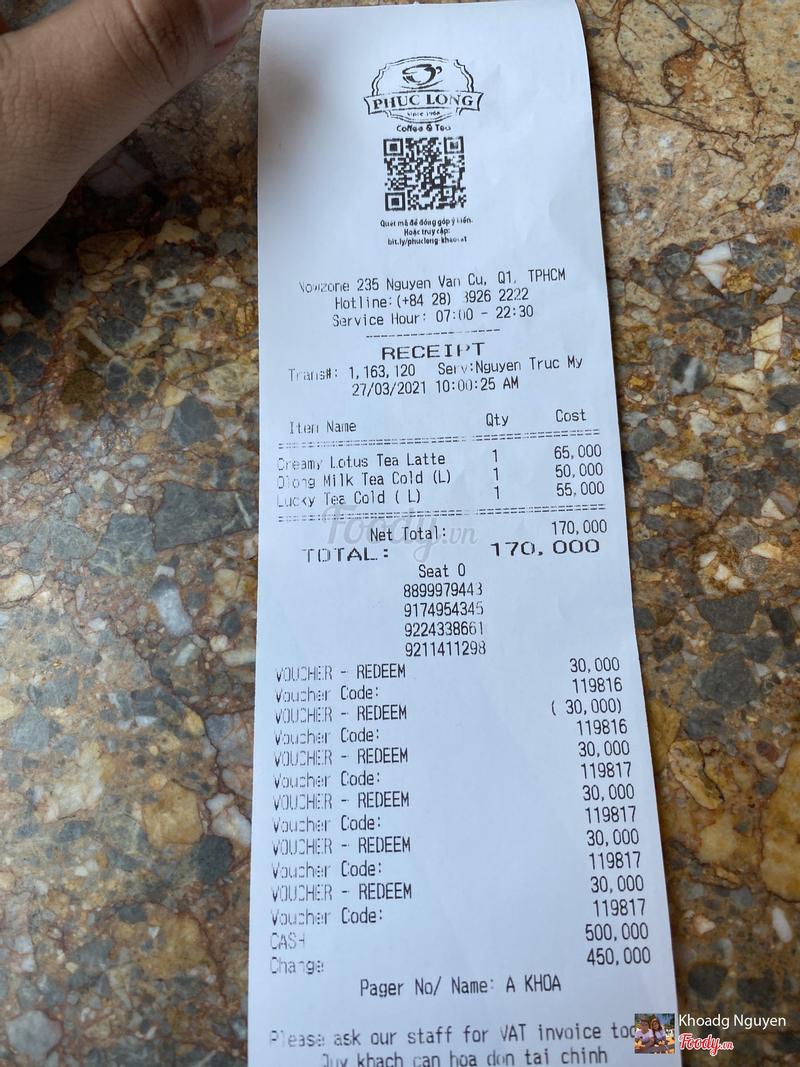 PHUC LONG
since 1968
Coffee & Tea
Quét mã để đóng góp ý kiến.
Hoặc truy cập:
Nowzone 235 Nguyen Van Cu, Q1, TPHCM
Hotline:(+84 28) 3926 2222
Service Hour: 07:00 - 22:30
RECEIPT
Trans#: 1,163,120 Serv:Nguyen Truc My
27/03/2021 10:00:25 AM
Item Name Qty Cost
Creamy Lotus Tea Latte 1 65,000
Olong Milk Tea Cold (L) 1 50,000
Lucky Tea Cold ( L) 1 55,000
Foody.vn
Net Total: 170,000
TOTAL: 170,000
Seat 0
8899979443
9174954345
9224338661
9211411298
VOUCHER - REDEEM 30,000
Voucher Code: 119816
VOUCHER - REDEEM ( 30,000)
Voucher Code: 119816
VOUCHER - REDEEM 30,000
Voucher Code: 119817
VOUCHER - REDEEM 30,000
Voucher Code: 119817
VOUCHER - REDEEM 30,000
Voucher Code: 119817
VOUCHER - REDEEM 30,000
Voucher Code: 119817
CASH 500,000
Change 450,000
Pager No/ Name: A KHOA
Please ask our staff for VAT invoice
Quy khach can hoa don tai chinh
Khoadg Nguyen
Foody.vn